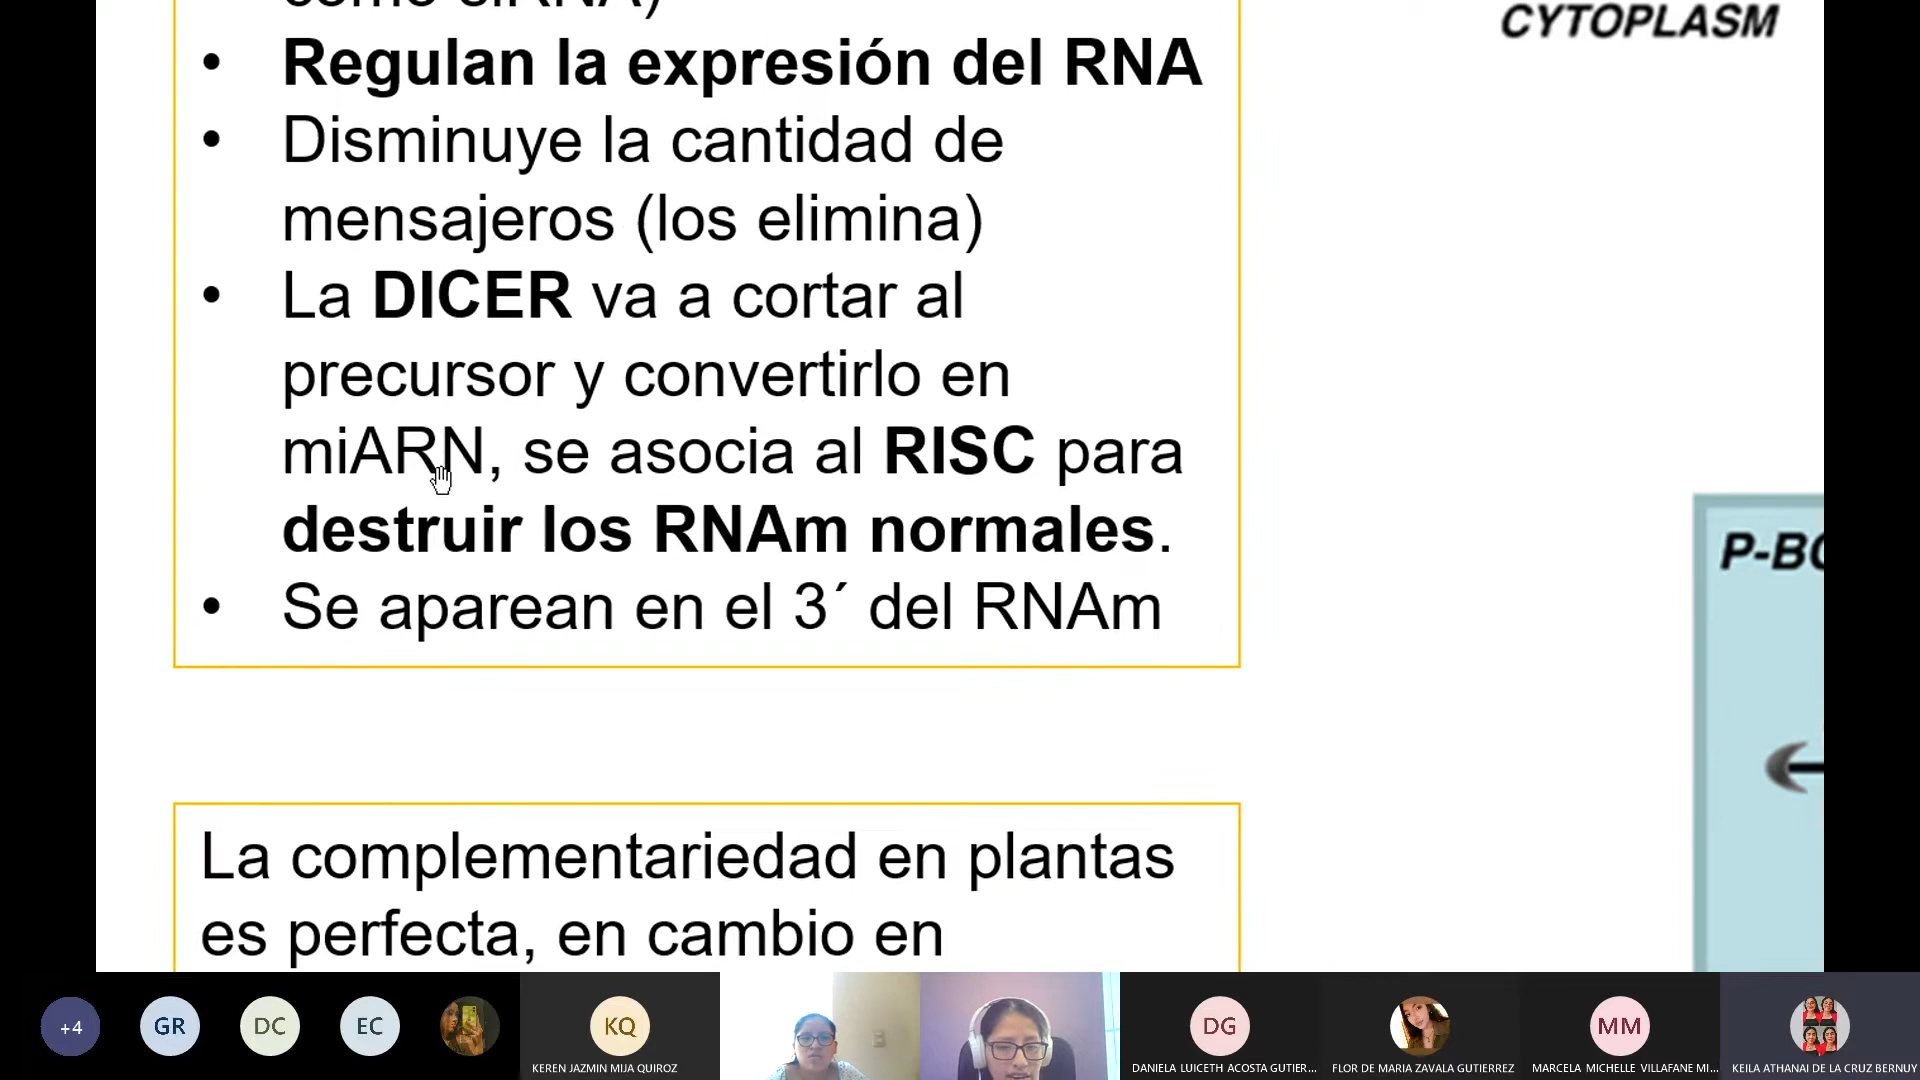 como siRNA)
CYTOPLASM
• Regulan la expresión del RNA
• Disminuye la cantidad de
mensajeros (los elimina)
• La DICER va a cortar al
precursor y convertirlo en
miARN, se asocia al RISC para
destruir los RNAm normales.
• Se aparean en el 3´ del RNAm
La complementariedad en plantas
es perfecta, en cambio en
+4
GR
DC
EC
KQ
KEREN JAZMIN MIJA QUIROZ
DG
DANIELA LUICETH ACOSTA GUTIER...
FLOR DE MARIA ZAVALA GUTIERREZ
MM
MARCELA MICHELLE VILLAFANE MI...
KEILA ATHANAI DE LA CRUZ BERNUY